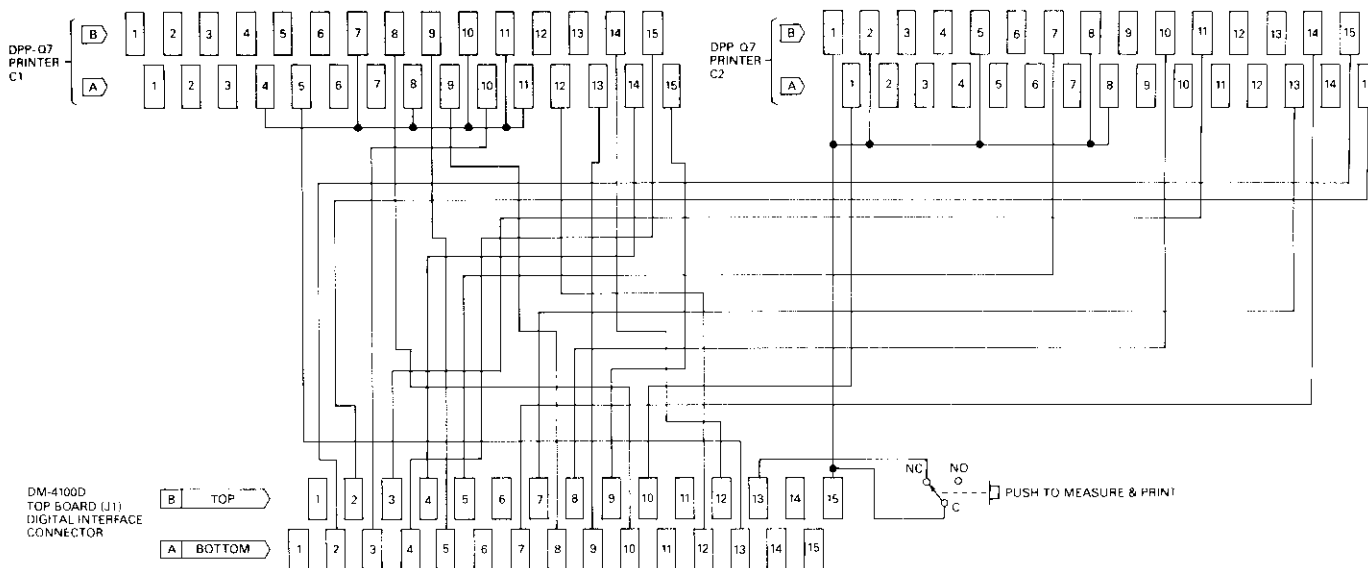 DPP-Q7
PRINTER
C1
B
1 2 3 4 5 6 7 8 9 10 11 12 13 14 15
A
1 2 3 4 5 6 7 8 9 10 11 12 13 14 15
DPP Q7
PRINTER
C2
B
1 2 3 4 5 6 7 8 9 10 11 12 13 14 15
A
1 2 3 4 5 6 7 8 9 10 11 12 13 14
DM-4100D
TOP BOARD (J1)
DIGITAL INTERFACE
CONNECTOR
B TOP
1 2 3 4 5 6 7 8 9 10 11 12 13 14 15
A BOTTOM
1 2 3 4 5 6 7 8 9 10 11 12 13 14 15
NC NO
C
PUSH TO MEASURE & PRINT